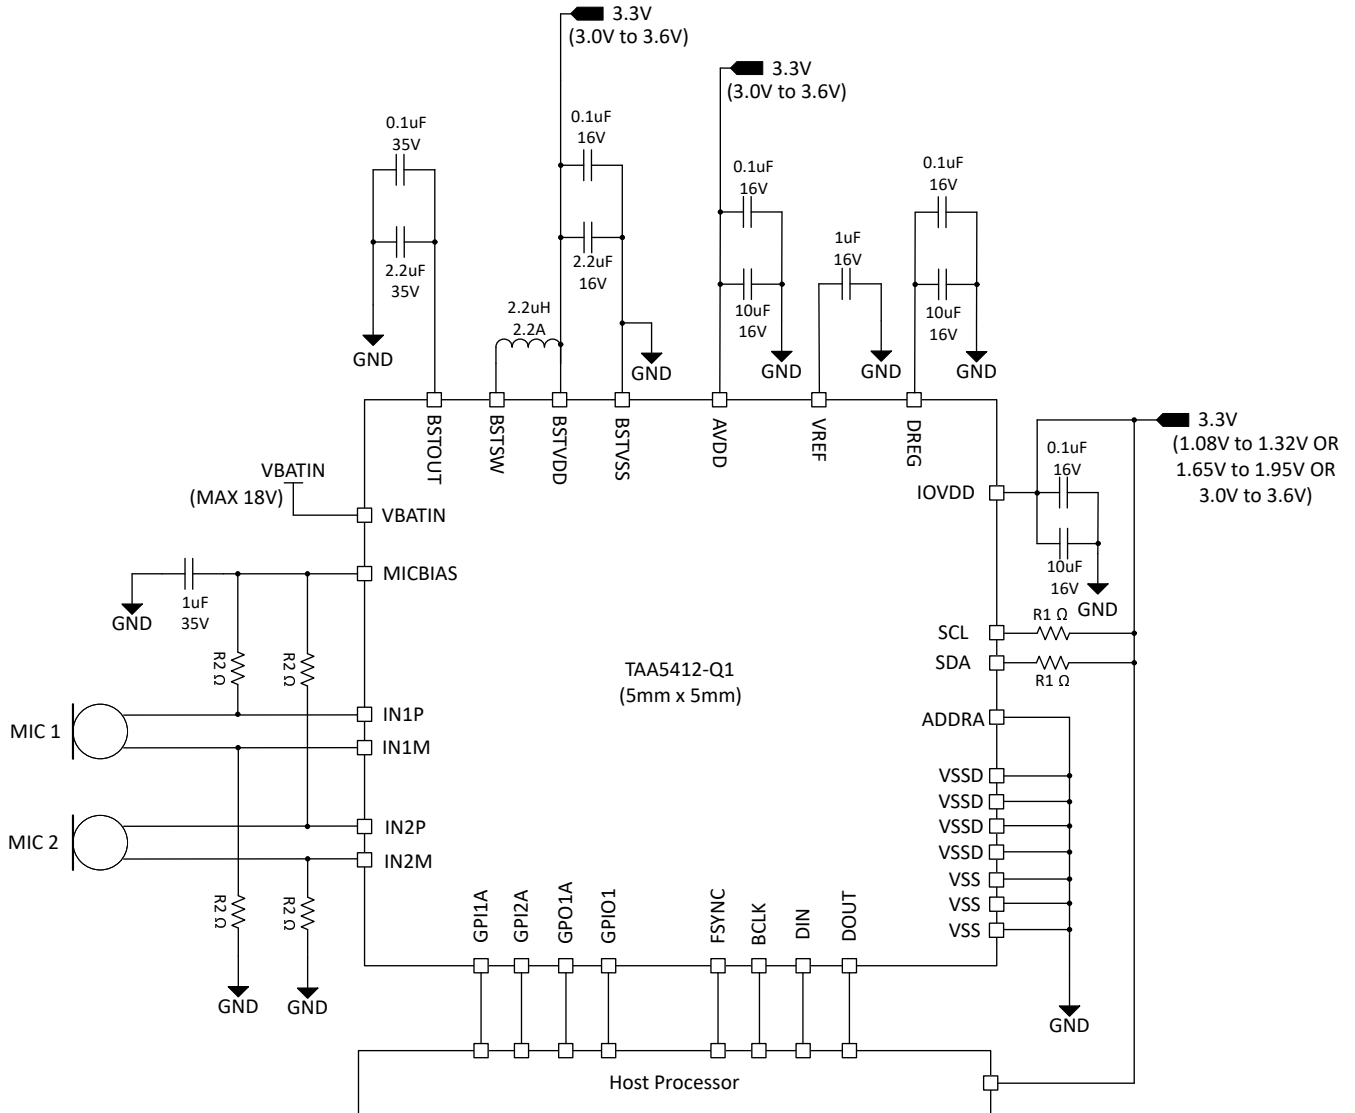 3.3V
(3.0V to 3.6V)
3.3V
(3.0V to 3.6V)
0.1uF
35V
2.2uF
35V
GND
0.1uF
16V
2.2uF
16V
2.2uH
2.2A
GND
0.1uF
16V
10uF
16V
GND
1uF
16V
GND
0.1uF
16V
10uF
16V
GND
BSTOUT
BSTSW
BSTVDD
BSTVSS
AVDD
VREF
DREG
3.3V
(1.08V to 1.32V OR
1.65V to 1.95V OR
3.0V to 3.6V)
0.1uF
16V
IOVDD
10uF
16V
GND
VBATIN
(MAX 18V)
VBATIN
MICBIAS
1uF
35V
GND
R2 Ω
R2 Ω
MIC 1
IN1P
IN1M
MIC 2
IN2P
IN2M
R2 Ω
R2 Ω
GND
GND
TAA5412-Q1
(5mm x 5mm)
SCL
R1 Ω
SDA
R1 Ω
ADDRA
VSSD
VSSD
VSSD
VSSD
VSS
VSS
VSS
GND
GPI1A
GPI2A
GPO1A
GPIO1
FSYNC
BCLK
DIN
DOUT
Host Processor